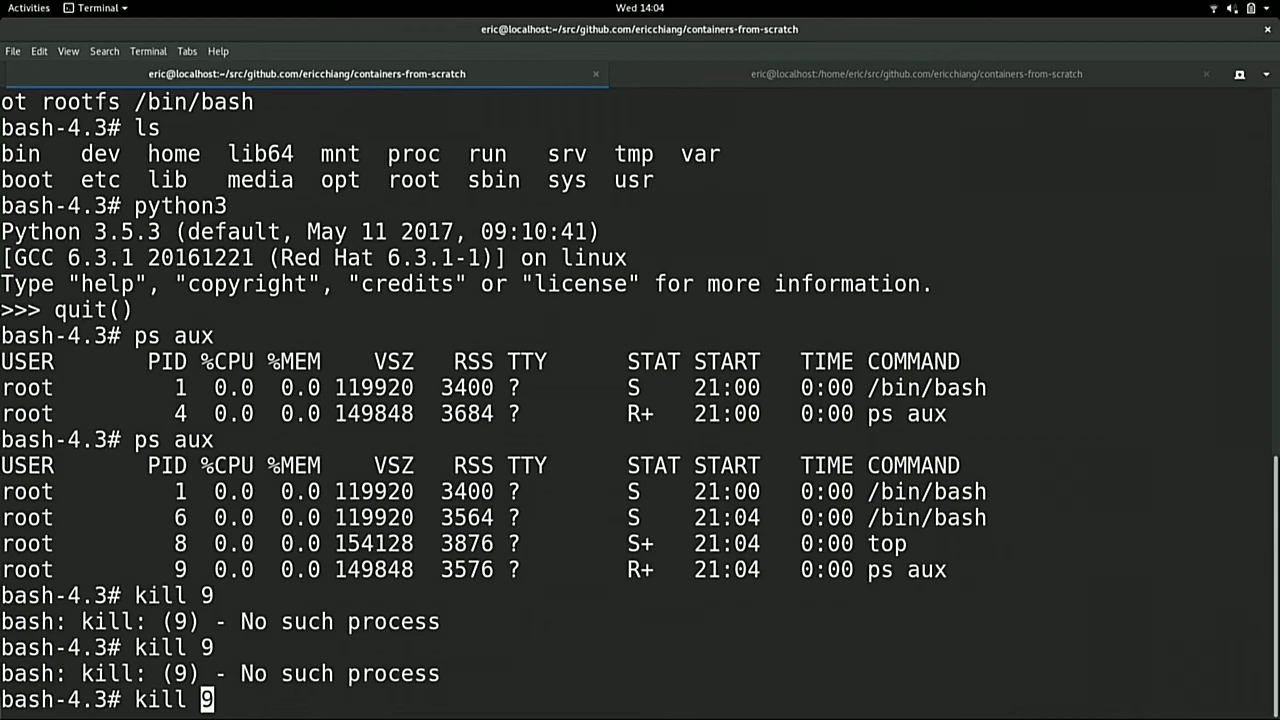 Activities Terminal Wed 14:04
eric@localhost:~/src/github.com/ericchiang/containers-from-scratch ×
File Edit View Search Terminal Tabs Help
eric@localhost:~/src/github.com/ericchiang/containers-from-scratch × eric@localhost:/home/eric/src/github.com/ericchiang/containers-from-scratch ×
ot rootfs /bin/bash
bash-4.3# ls
bin dev home lib64 mnt proc run srv tmp var
boot etc lib media opt root sbin sys usr
bash-4.3# python3
Python 3.5.3 (default, May 11 2017, 09:10:41)
[GCC 6.3.1 20161221 (Red Hat 6.3.1-1)] on linux
Type "help", "copyright", "credits" or "license" for more information.
>>> quit()
bash-4.3# ps aux
USER PID %CPU %MEM VSZ RSS TTY STAT START TIME COMMAND
root 1 0.0 0.0 119920 3400 ? S 21:00 0:00 /bin/bash
root 4 0.0 0.0 149848 3684 ? R+ 21:00 0:00 ps aux
bash-4.3# ps aux
USER PID %CPU %MEM VSZ RSS TTY STAT START TIME COMMAND
root 1 0.0 0.0 119920 3400 ? S 21:00 0:00 /bin/bash
root 6 0.0 0.0 119920 3564 ? S 21:04 0:00 /bin/bash
root 8 0.0 0.0 154128 3876 ? S+ 21:04 0:00 top
root 9 0.0 0.0 149848 3576 ? R+ 21:04 0:00 ps aux
bash-4.3# kill 9
bash: kill: (9) - No such process
bash-4.3# kill 9
bash: kill: (9) - No such process
bash-4.3# kill 9